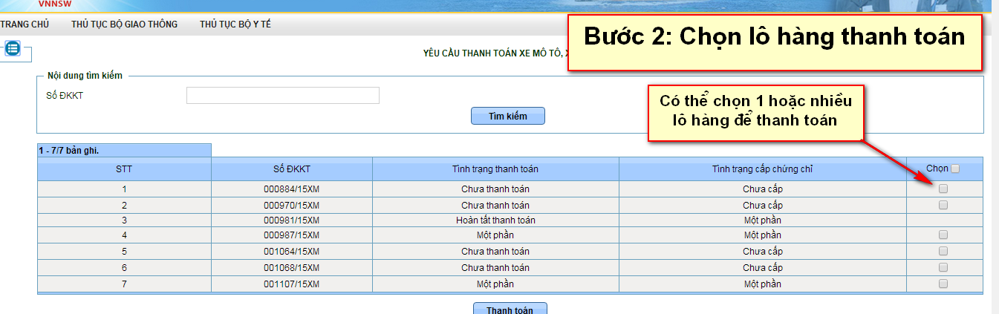 VNNSW
TRANG CHỦ THỦ TỤC BỘ GIAO THÔNG THỦ TỤC BỘ Y TẾ
Bước 2: Chọn lô hàng thanh toán
YÊU CẦU THANH TOÁN XE MÔ TÔ, X
Nội dung tìm kiếm
Số ĐKKT
Có thể chọn 1 hoặc nhiều
lô hàng để thanh toán
Tìm kiếm
1 - 7/7 bản ghi.
STT Số ĐKKT Tình trạng thanh toán Tình trạng cấp chứng chỉ Chọn
1 000884/15XM Chưa thanh toán Chưa cấp
2 000970/15XM Chưa thanh toán Chưa cấp
3 000981/15XM Hoàn tất thanh toán Một phần
4 000987/15XM Một phần Một phần
5 001064/15XM Chưa thanh toán Chưa cấp
6 001068/15XM Chưa thanh toán Chưa cấp
7 001107/15XM Một phần Một phần
Thanh toán